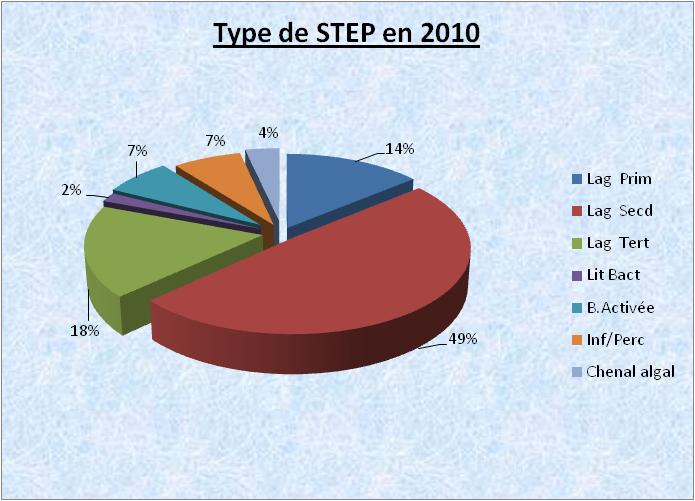 Type de STEP en 2010
4%
7%
7%
14%
2%
18%
49%
Lag Prim
Lag Secd
Lag Tert
Lit Bact
B.Activée
Inf/Perc
Chenal algal